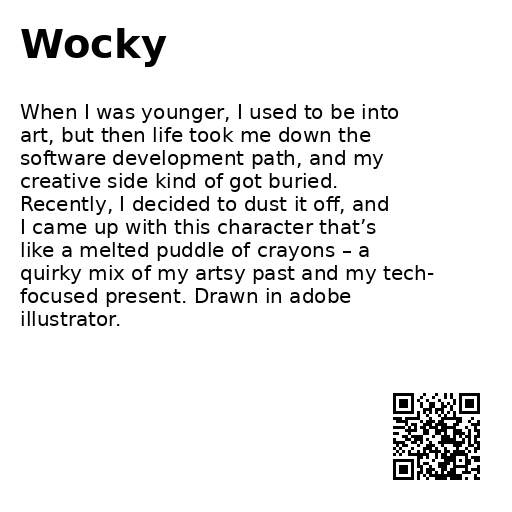 Wocky
When I was younger, I used to be into
art, but then life took me down the
software development path, and my
creative side kind of got buried.
Recently, I decided to dust it off, and
I came up with this character that’s
like a melted puddle of crayons – a
quirky mix of my artsy past and my tech-
focused present. Drawn in adobe
illustrator.